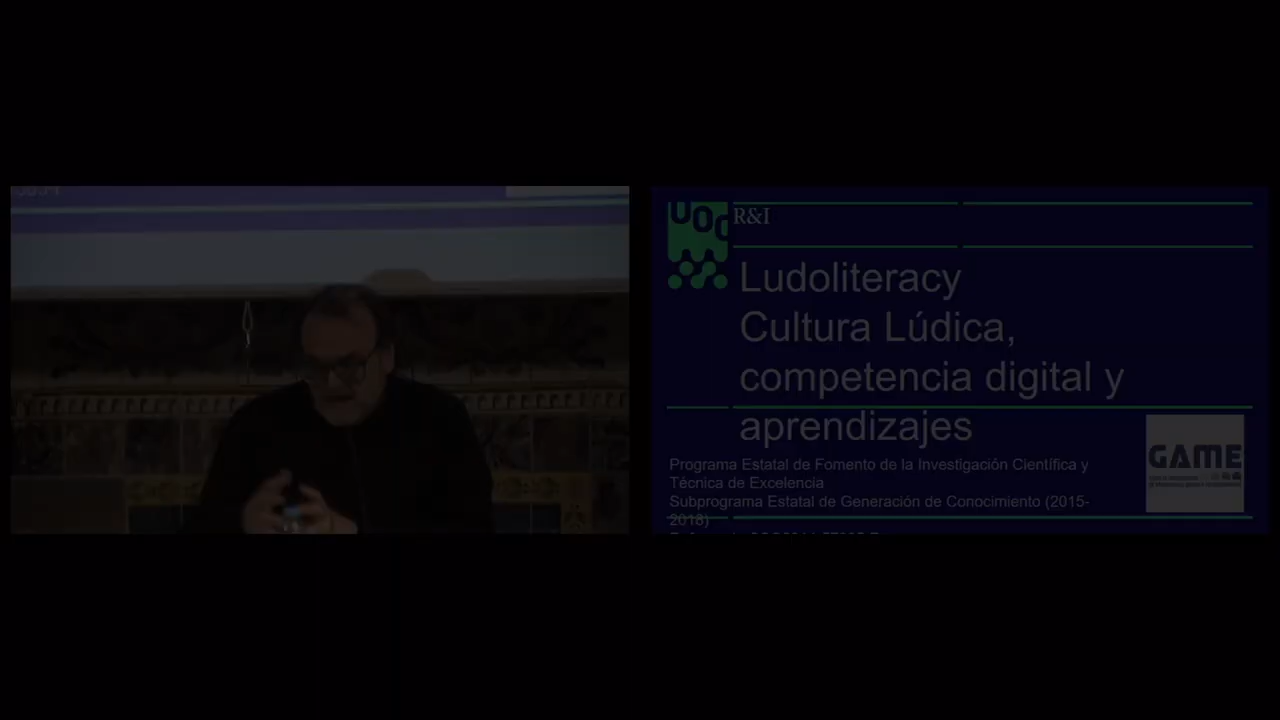 UOC
R&I
Ludoliteracy
Cultura Lúdica,
competencia digital y
aprendizajes
Programa Estatal de Fomento de la Investigación Científica y
Técnica de Excelencia
Subprograma Estatal de Generación de Conocimiento (2015-
2018)
GAME